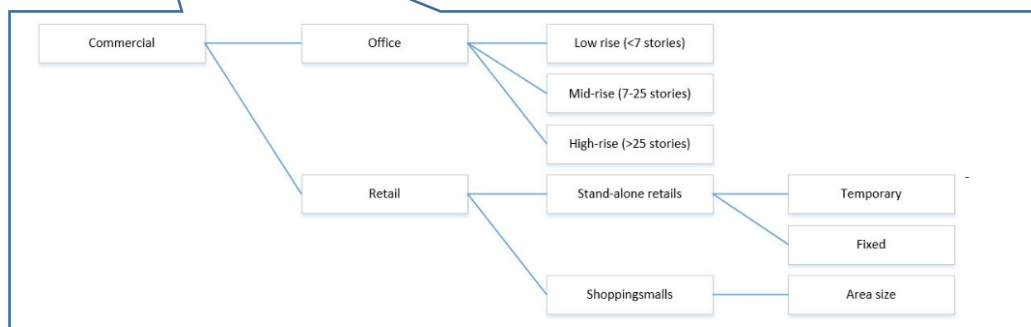 Commercial
Office
Low rise (<7 stories)
Mid-rise (7-25 stories)
High-rise (>25 stories)
Retail
Stand-alone retails
Temporary
Fixed
Shoppingsmalls
Area size